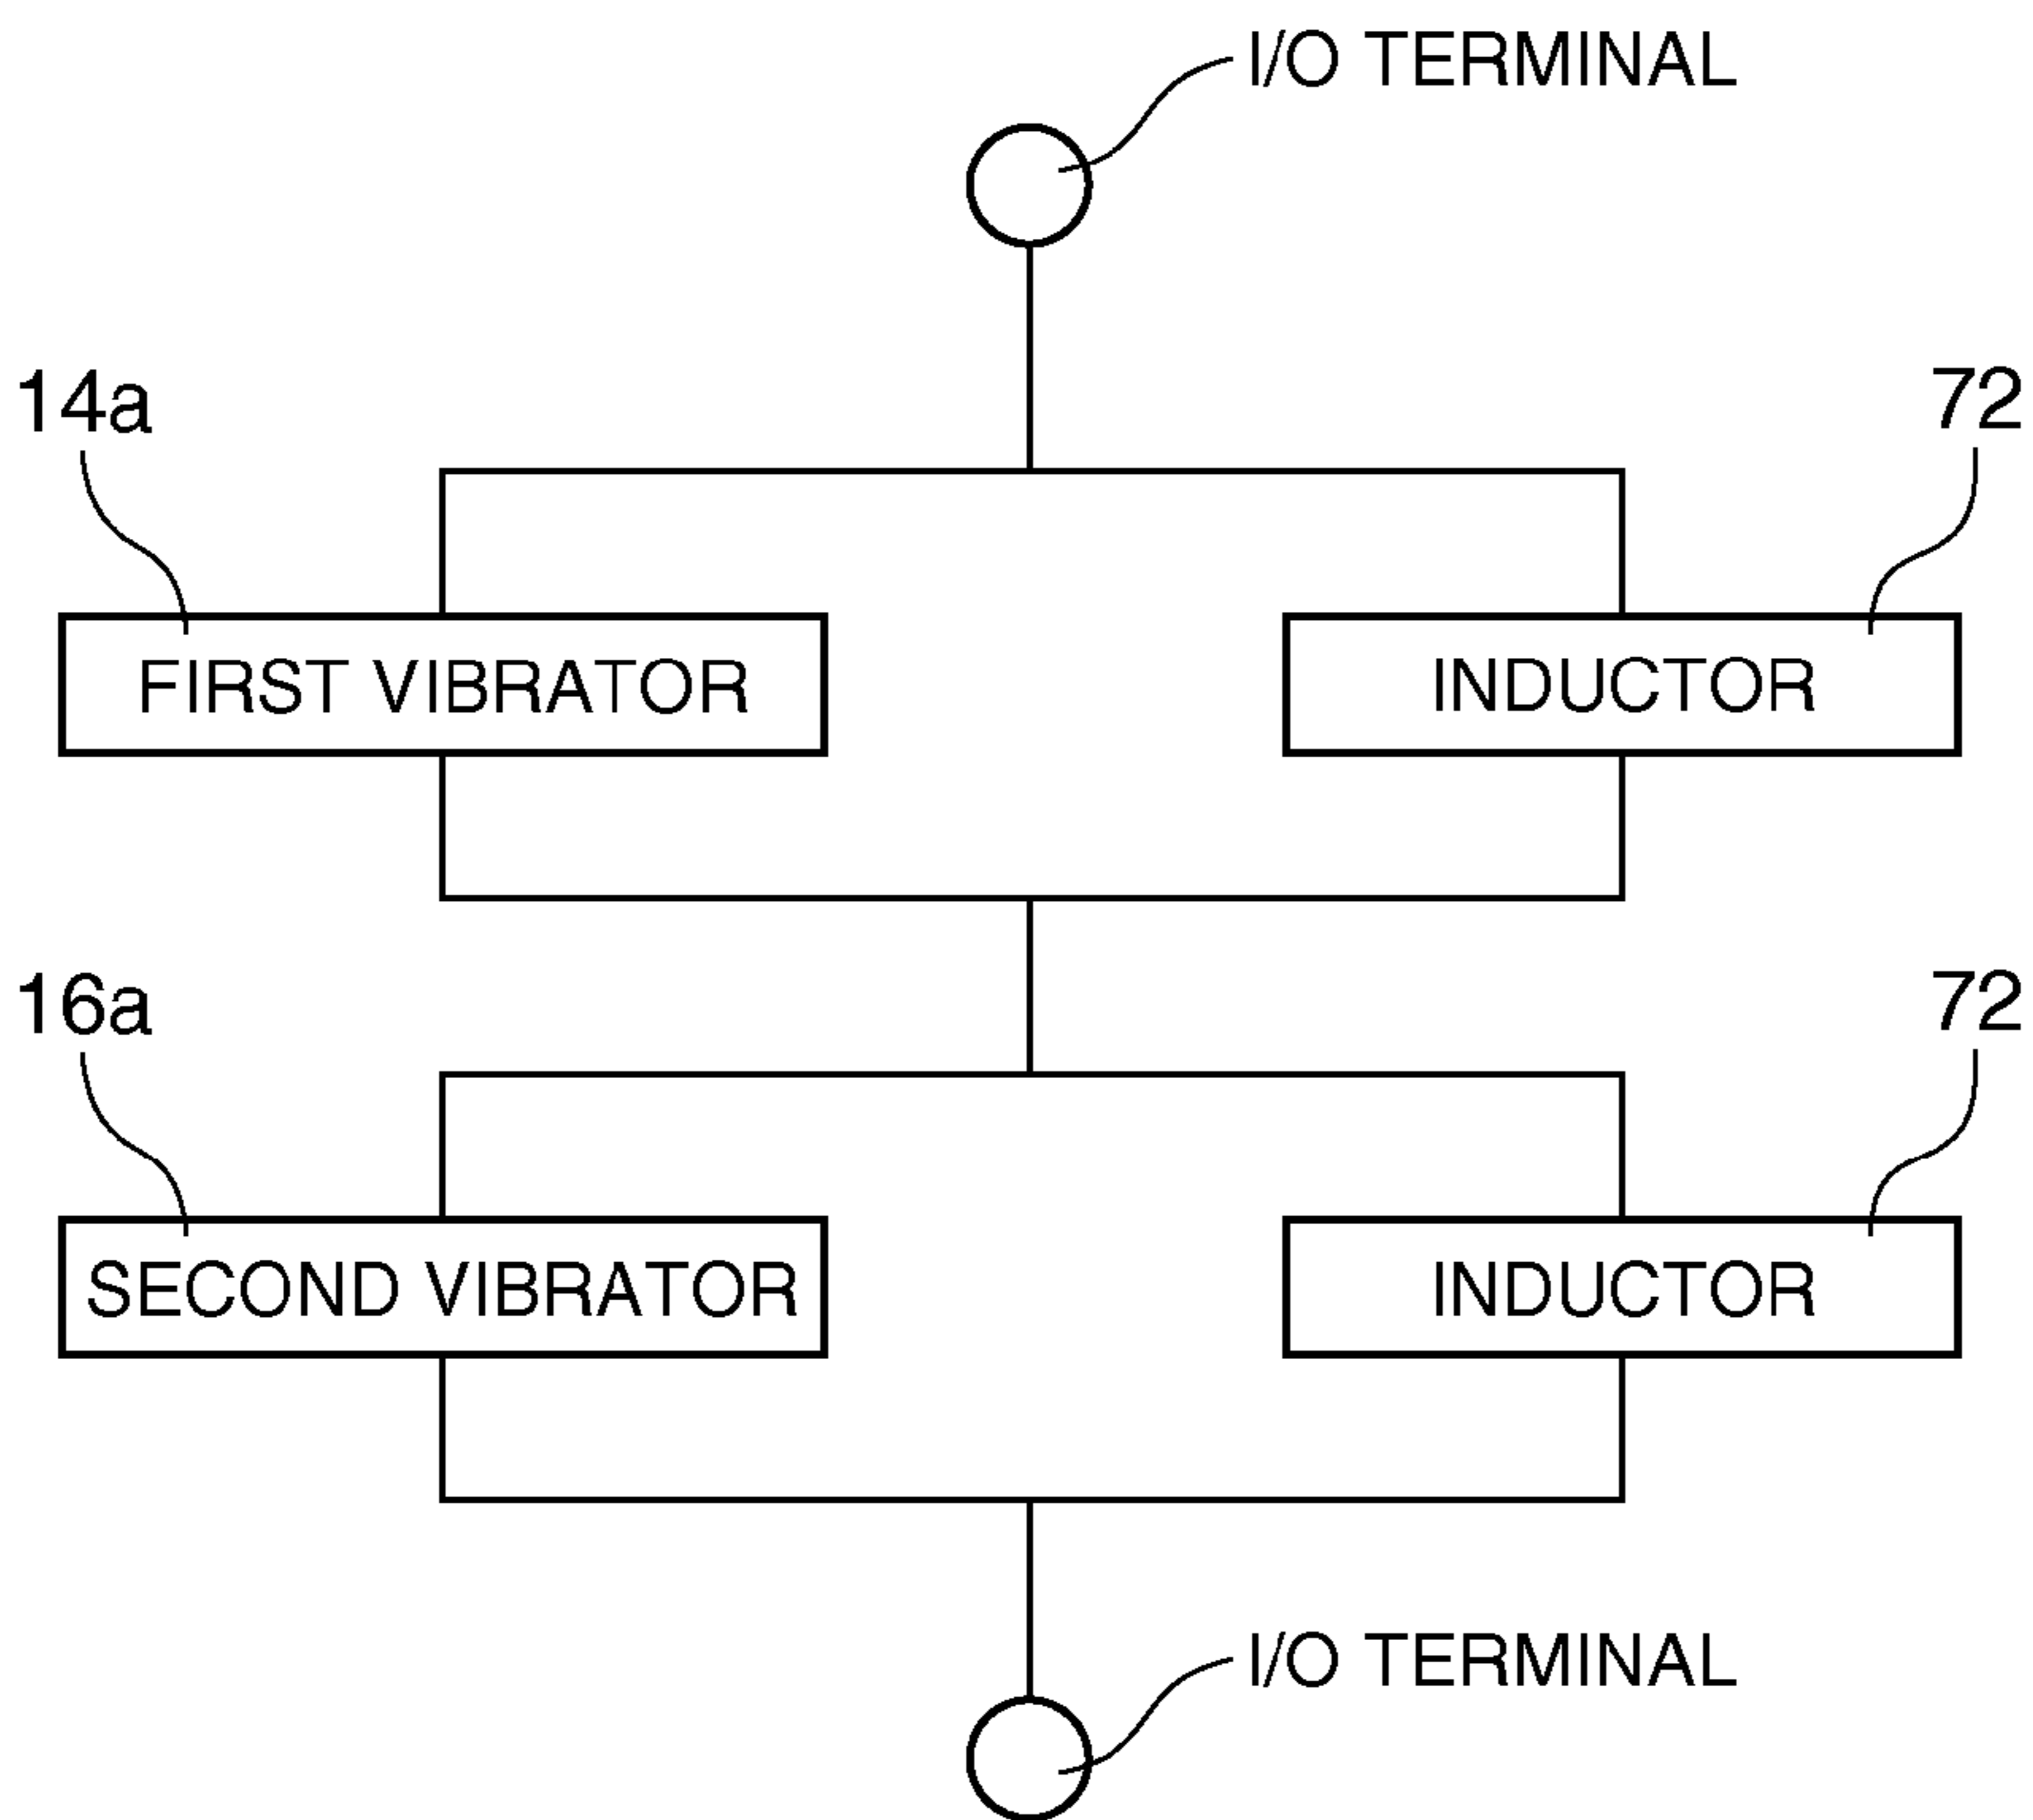 I/O TERMINAL
14a
72
FIRST VIBRATOR
INDUCTOR
16a
72
SECOND VIBRATOR
INDUCTOR
I/O TERMINAL